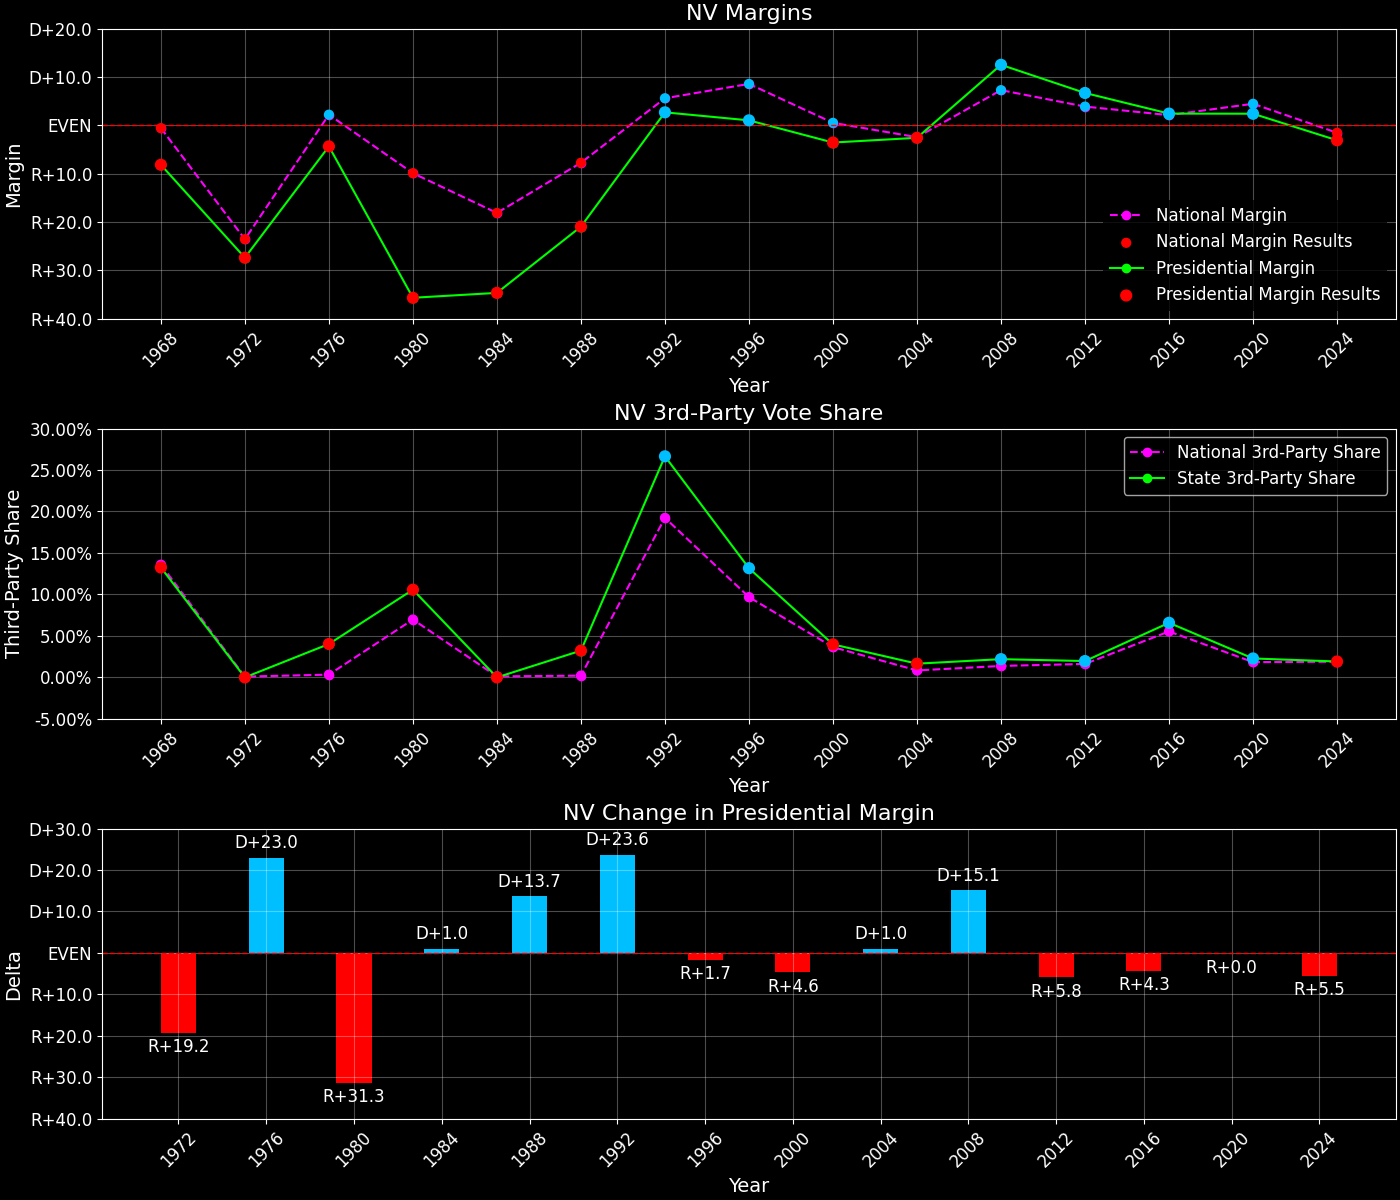 NV Margins
D+20.0
D+10.0
EVEN
R+10.0
R+20.0
R+30.0
R+40.0
Margin
National Margin
National Margin Results
Presidential Margin
Presidential Margin Results
1968 1972 1976 1980 1984 1988 1992 1996 2000 2004 2008 2012 2016 2020 2024
Year
NV 3rd-Party Vote Share
30.00%
25.00%
20.00%
15.00%
10.00%
5.00%
0.00%
-5.00%
Third-Party Share
National 3rd-Party Share
State 3rd-Party Share
1968 1972 1976 1980 1984 1988 1992 1996 2000 2004 2008 2012 2016 2020 2024
Year
NV Change in Presidential Margin
D+30.0
D+20.0
D+10.0
EVEN
R+10.0
R+20.0
R+30.0
R+40.0
Delta
R+19.2
D+23.0
R+31.3
D+1.0
D+13.7
D+23.6
R+1.7
R+4.6
D+1.0
D+15.1
R+5.8
R+4.3
R+0.0
R+5.5
1972 1976 1980 1984 1988 1992 1996 2000 2004 2008 2012 2016 2020 2024
Year